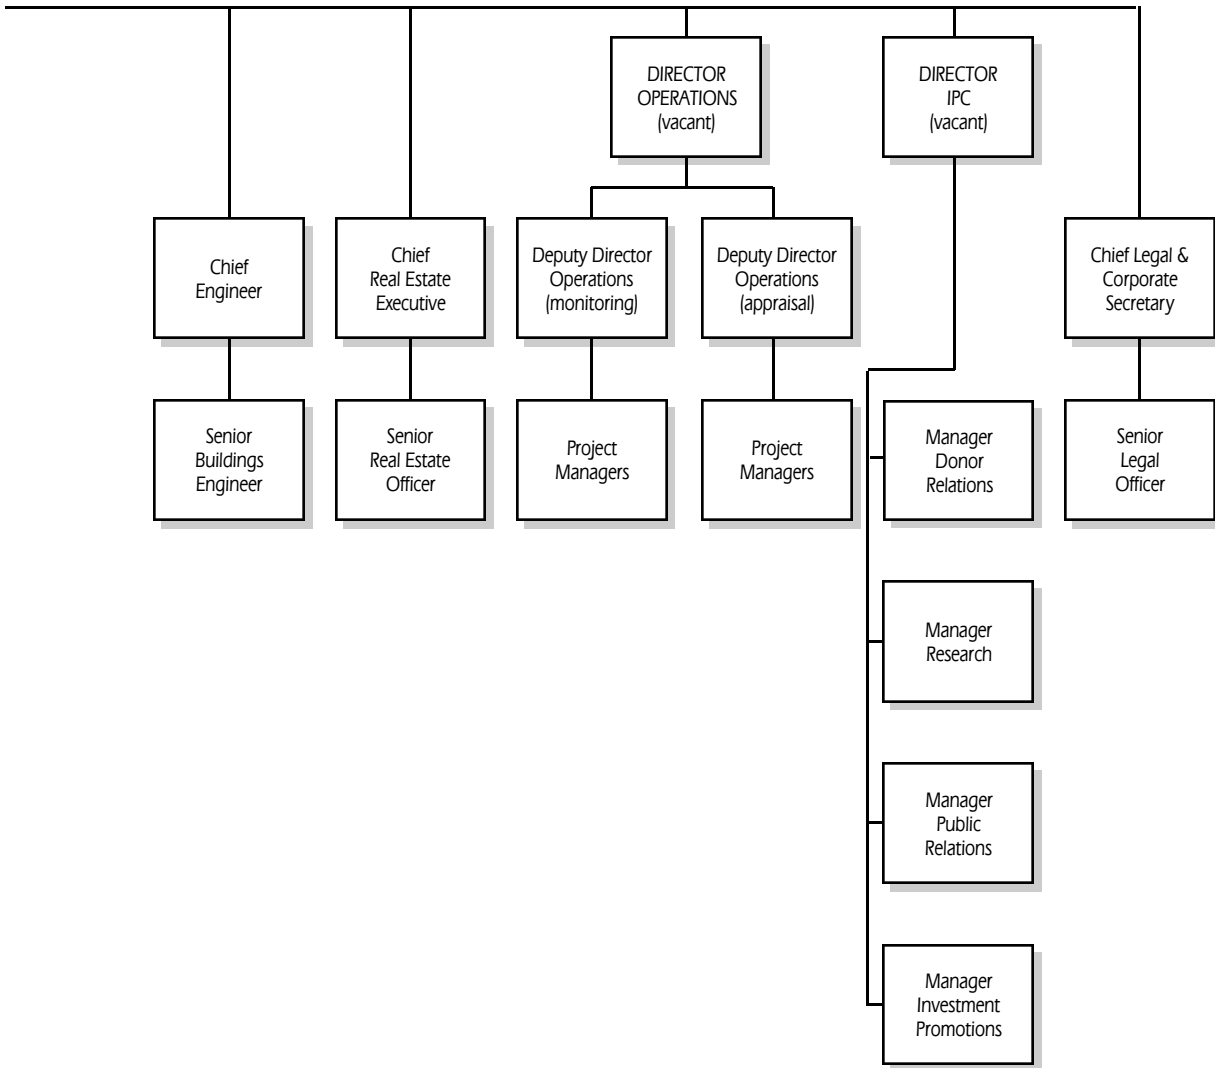 DIRECTOR
OPERATIONS
(vacant)
DIRECTOR
IPC
(vacant)
Chief
Engineer
Chief
Real Estate
Executive
Deputy Director
Operations
(monitoring)
Deputy Director
Operations
(appraisal)
Chief Legal &
Corporate
Secretary
Senior
Buildings
Engineer
Senior
Real Estate
Officer
Project
Managers
Project
Managers
Manager
Donor
Relations
Senior
Legal
Officer
Manager
Research
Manager
Public
Relations
Manager
Investment
Promotions